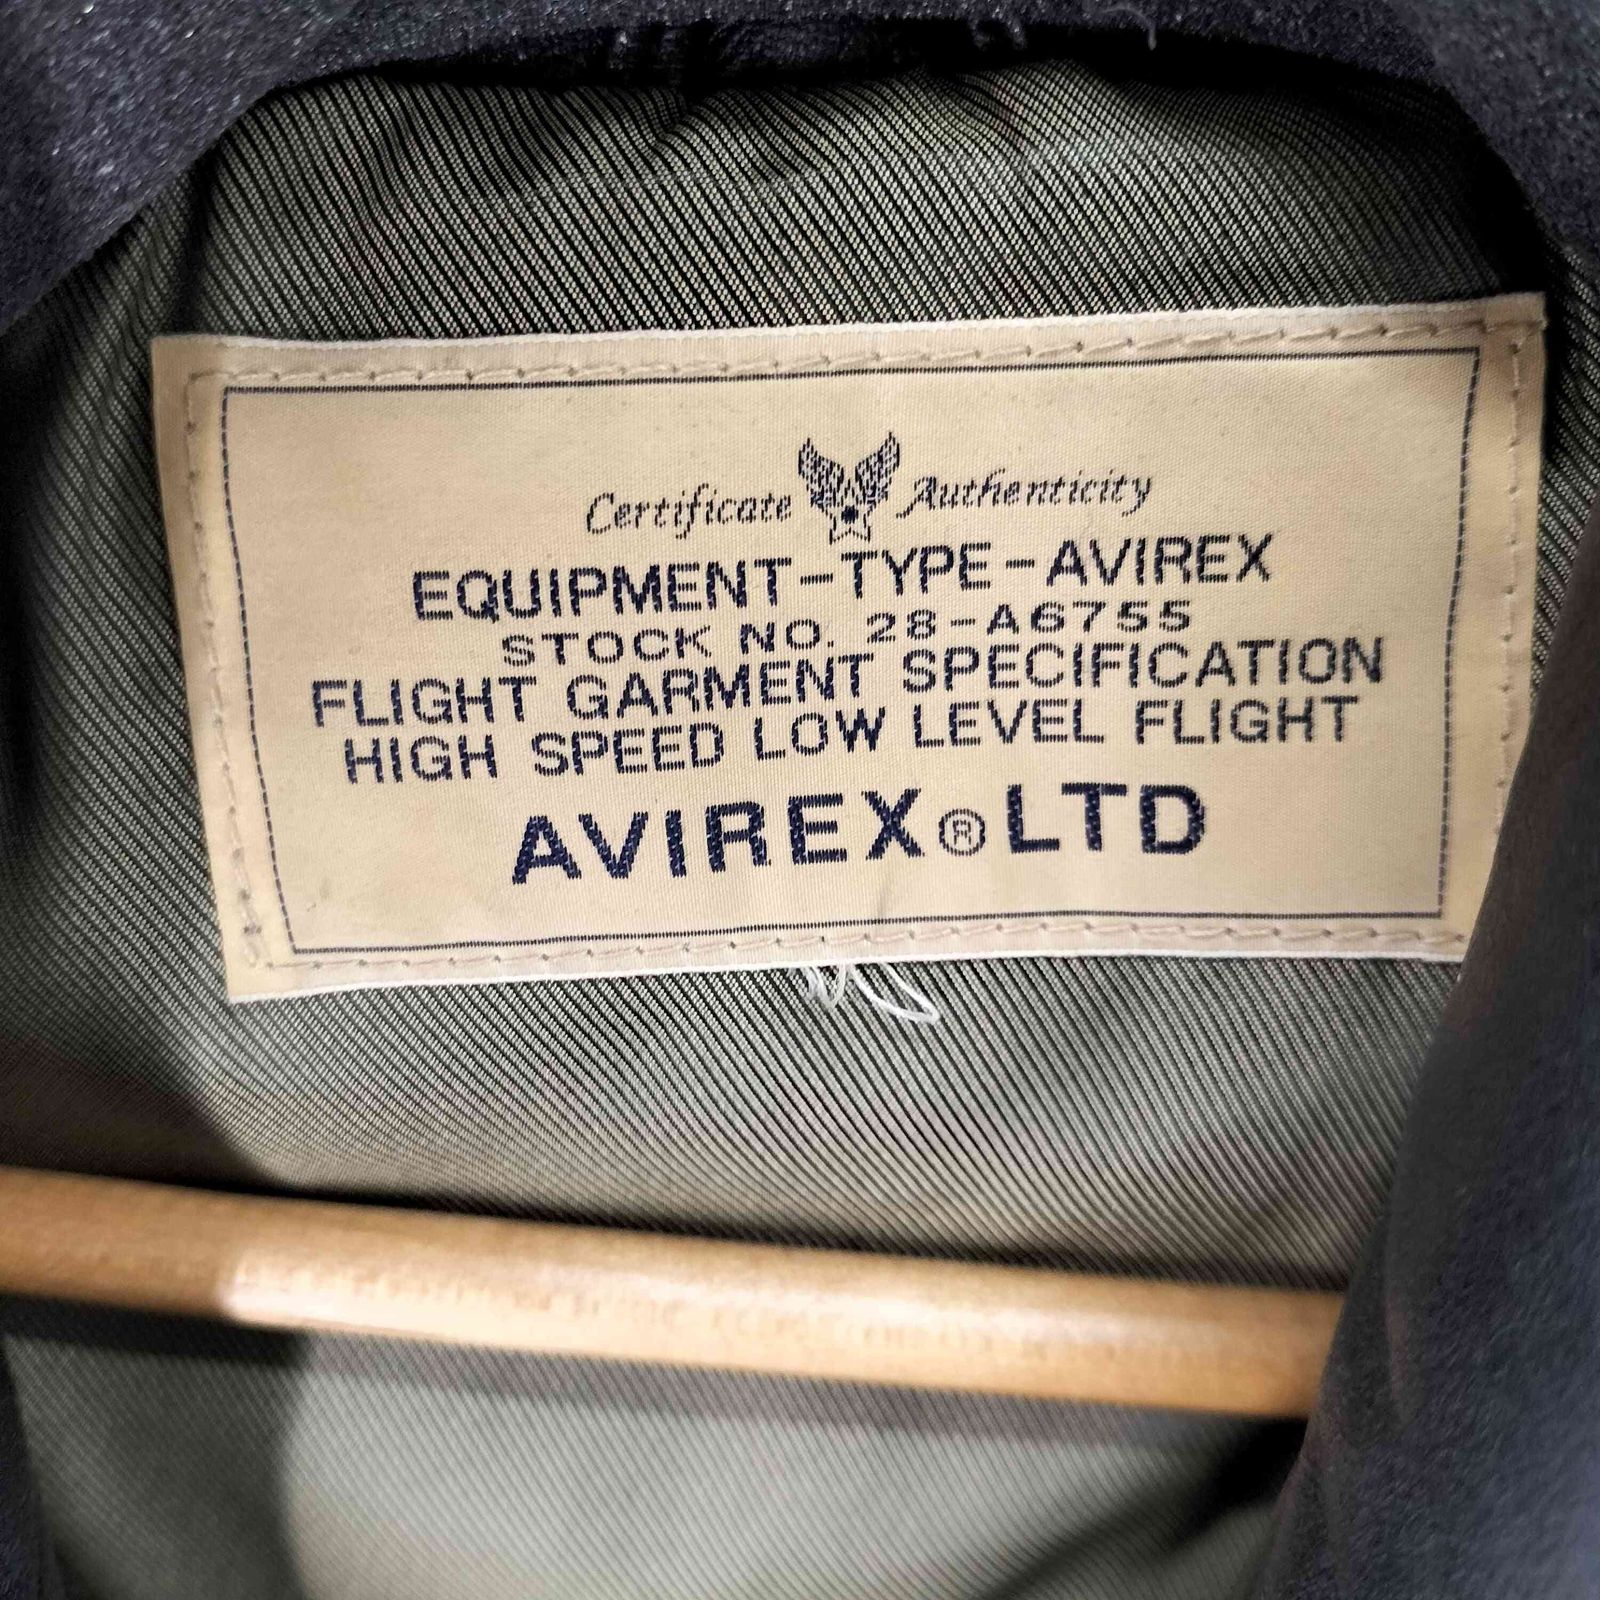 Certificate Authenticity
EQUIPMENT-TYPE-AVIREX
STOCK NO. 28-A6755
FLIGHT GARMENT SPECIFICATION
HIGH SPEED LOW LEVEL FLIGHT
AVIREX®LTD